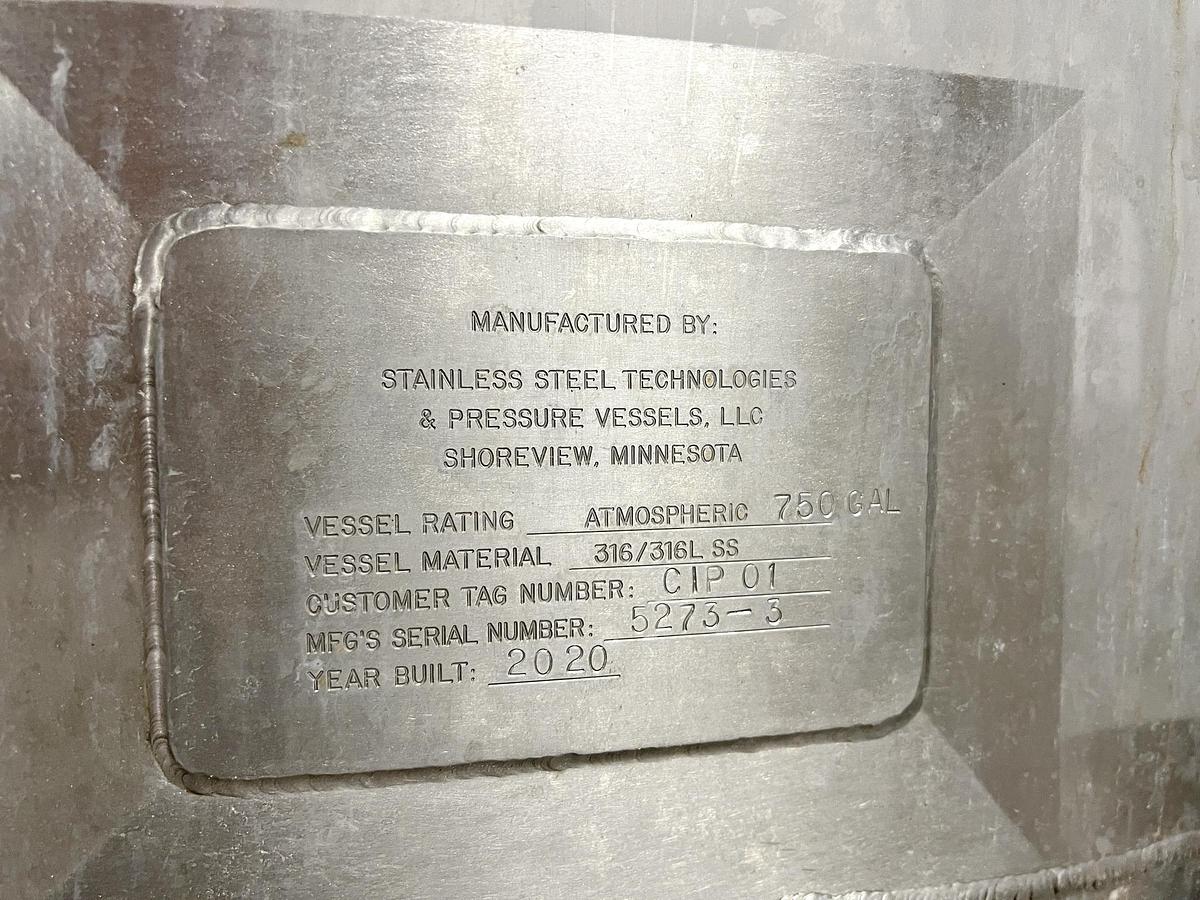 MANUFACTURED BY:
STAINLESS STEEL TECHNOLOGIES
& PRESSURE VESSELS, LLC
SHOREVIEW, MINNESOTA
VESSEL RATING ATMOSPHERIC 750 GAL
VESSEL MATERIAL 316/316L SS
CUSTOMER TAG NUMBER: CIP 01
MFG'S SERIAL NUMBER: 5273-3
YEAR BUILT: 2020